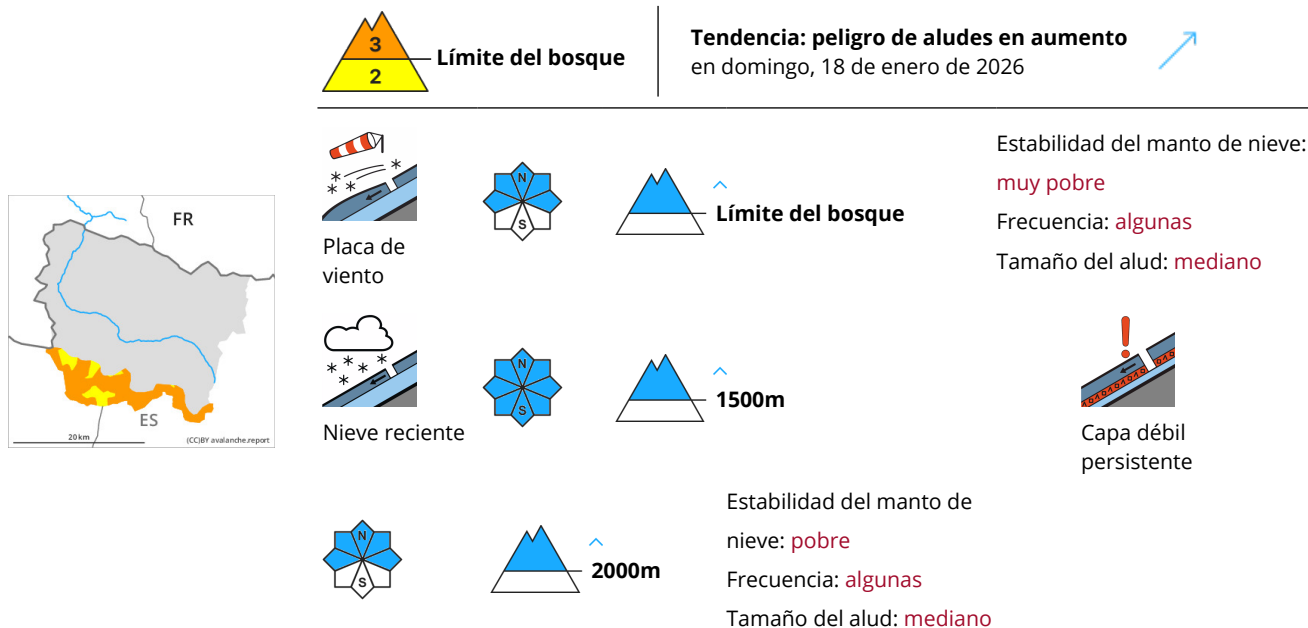 3
2
Límite del bosque
Tendencia: peligro de aludes en aumento
en domingo, 18 de enero de 2026
FR
ES
20 km
(CC)BY avalanche.report
Placa de
viento
N
S
Límite del bosque
Estabilidad del manto de nieve:
muy pobre
Frecuencia: algunas
Tamaño del alud: mediano
Nieve reciente
N
S
1500m
Capa débil
persistente
N
S
2000m
Estabilidad del manto de
nieve: pobre
Frecuencia: algunas
Tamaño del alud: mediano